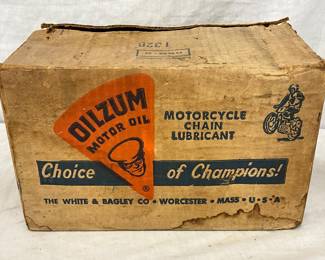 OILZUM
MOTOR OIL
MOTORCYCLE
CHAIN
LUBRICANT
Choice of Champions!
®
THE WHITE & BAGLEY CO • WORCESTER • MASS • U • S • A